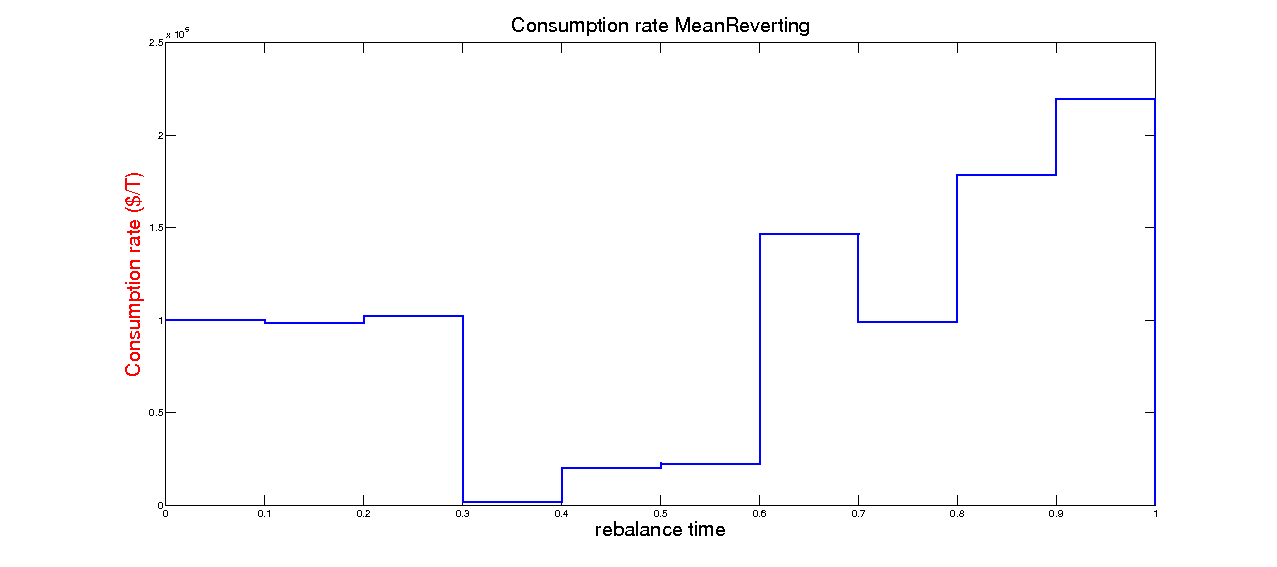 Consumption rate MeanReverting
x 10^5
2.5
2
1.5
1
0.5
0
Consumption rate ($/T)
0 0.1 0.2 0.3 0.4 0.5 0.6 0.7 0.8 0.9 1
rebalance time